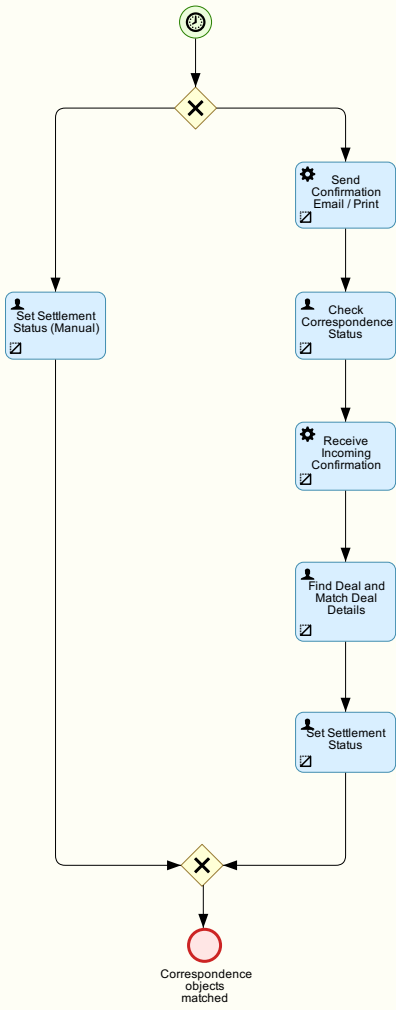 Send
Confirmation
Email / Print
Set Settlement
Status (Manual)
Check
Correspondence
Status
Receive
Incoming
Confirmation
Find Deal and
Match Deal
Details
Set Settlement
Status
Correspondence
objects
matched